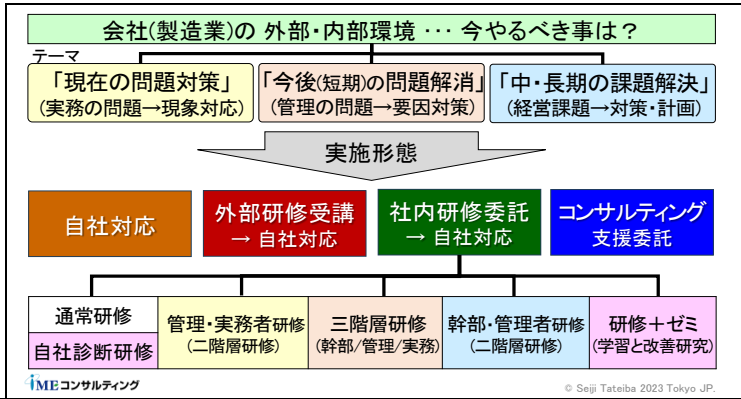 会社(製造業)の 外部・内部環境 … 今やるべき事は？
テーマ
「現在の問題対策」
(実務の問題→現象対応)
「今後(短期)の問題解消」
(管理の問題→要因対策)
「中・長期の課題解決」
(経営課題→対策・計画)
実施形態
自社対応
外部研修受講
→ 自社対応
社内研修委託
→ 自社対応
コンサルティング
支援委託
通常研修
自社診断研修
管理・実務者研修
(二階層研修)
三階層研修
(幹部/管理/実務)
幹部・管理者研修
(二階層研修)
研修＋ゼミ
(学習と改善研究)
iMEコンサルティング
© Seiji Tateiba 2023 Tokyo JP.